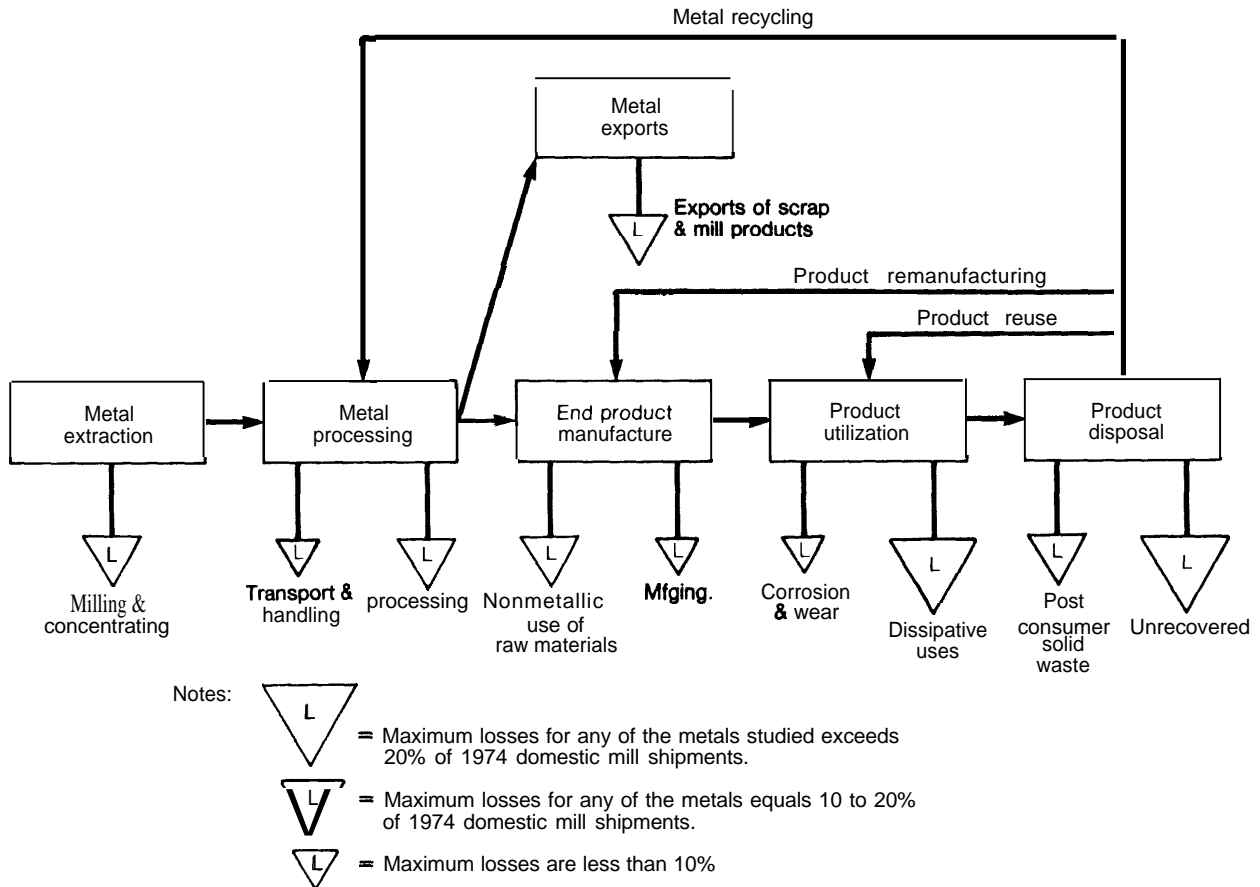 Metal recycling
Metal
exports
L
Exports of scrap
& mill products
Product remanufacturing
Product reuse
Metal
extraction
Metal
processing
End product
manufacture
Product
utilization
Product
disposal
L
Milling &
concentrating
L
Transport &
handling
L
processing
L
Nonmetallic
use of
raw materials
L
Mfging.
L
Corrosion
& wear
L
Dissipative
uses
L
Post
consumer
solid
waste
L
Unrecovered
Notes:
L
= Maximum losses for any of the metals studied exceeds
20% of 1974 domestic mill shipments.
L
= Maximum losses for any of the metals equals 10 to 20%
of 1974 domestic mill shipments.
L
= Maximum losses are less than 10%